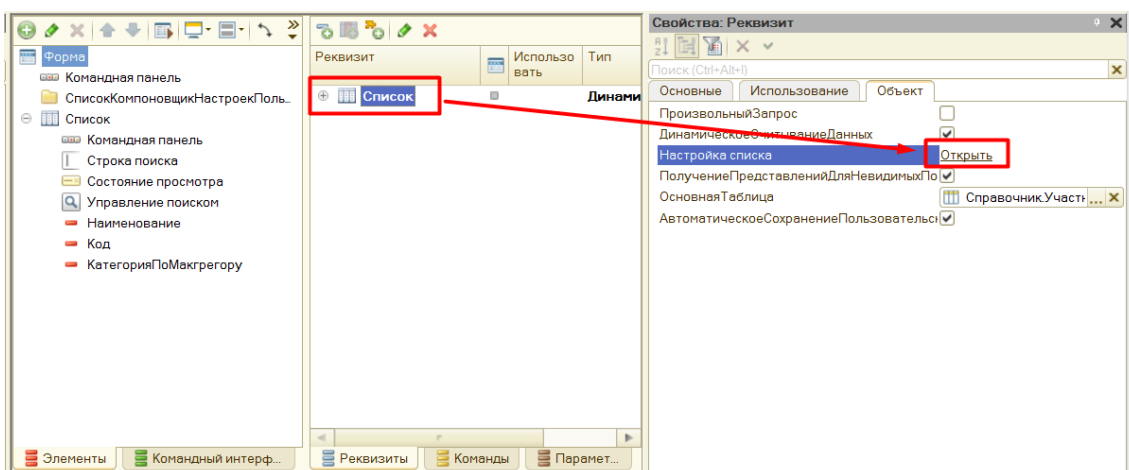 Форма
Командная панель
СписокКомпоновщикНастроекПоль..
Список
Командная панель
Строка поиска
Состояние просмотра
Управление поиском
Наименование
Код
КатегорияПоМакгрегору
Элементы
Командный интерф...
Реквизит
Использо
вать
Тип
Список
Динами
Реквизиты
Команды
Парамет...
Свойства: Реквизит
Поиск (Ctrl+Alt+I)
Основные
Использование
Объект
ПроизвольныйЗапрос
ДинамическоеСчитываниеДанных
Настройка списка
Открыть
ПолучениеПредставленийДляНевидимыхПо
ОсновнаяТаблица
Справочник.Участн
...
АвтоматическоеСохранениеПользовательск